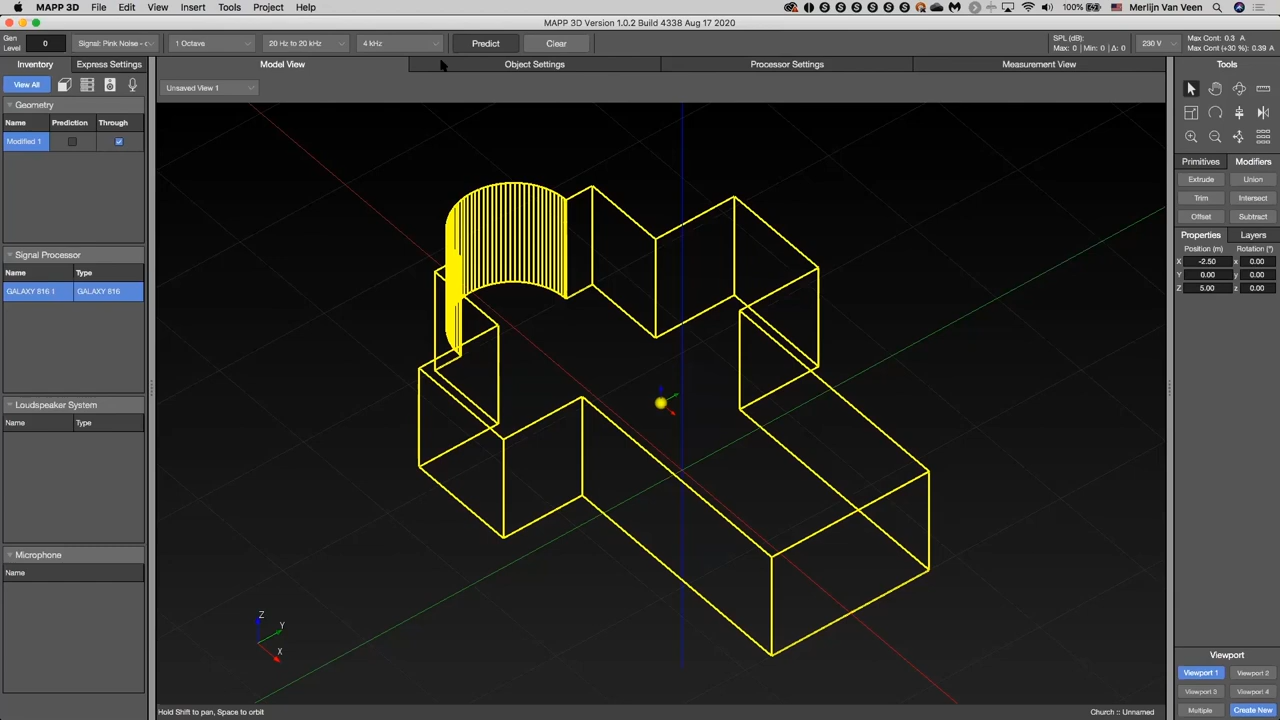 MAPP 3D File Edit View Insert Tools Project Help 100% Merlijn Van Veen
MAPP 3D Version 1.0.2 Build 4338 Aug 17 2020
Gen Level 0 Signal: Pink Noise - c 1 Octave 20 Hz to 20 kHz 4 kHz Predict Clear SPL (dB): Max: 0 | Min: 0 | Δ: 0 230 V Max Cont: 0.3 A Max Cont (+30 %): 0.39 A
Inventory Express Settings Model View Object Settings Processor Settings Measurement View Tools
View All Unsaved View 1
Geometry
Name Prediction Through
Modified 1
Primitives Modifiers
Extrude Union
Trim Intersect
Offset Subtract
Properties Layers
Position (m) Rotation (°)
X -2.50 x 0.00
Y 0.00 y 0.00
Z 5.00 z 0.00
Signal Processor
Name Type
GALAXY 816 1 GALAXY 816
Loudspeaker System
Name Type
Microphone
Name
Z
Y
X
Viewport
Viewport 1 Viewport 2
Viewport 3 Viewport 4
Multiple Create New
Hold Shift to pan, Space to orbit Church :: Unnamed